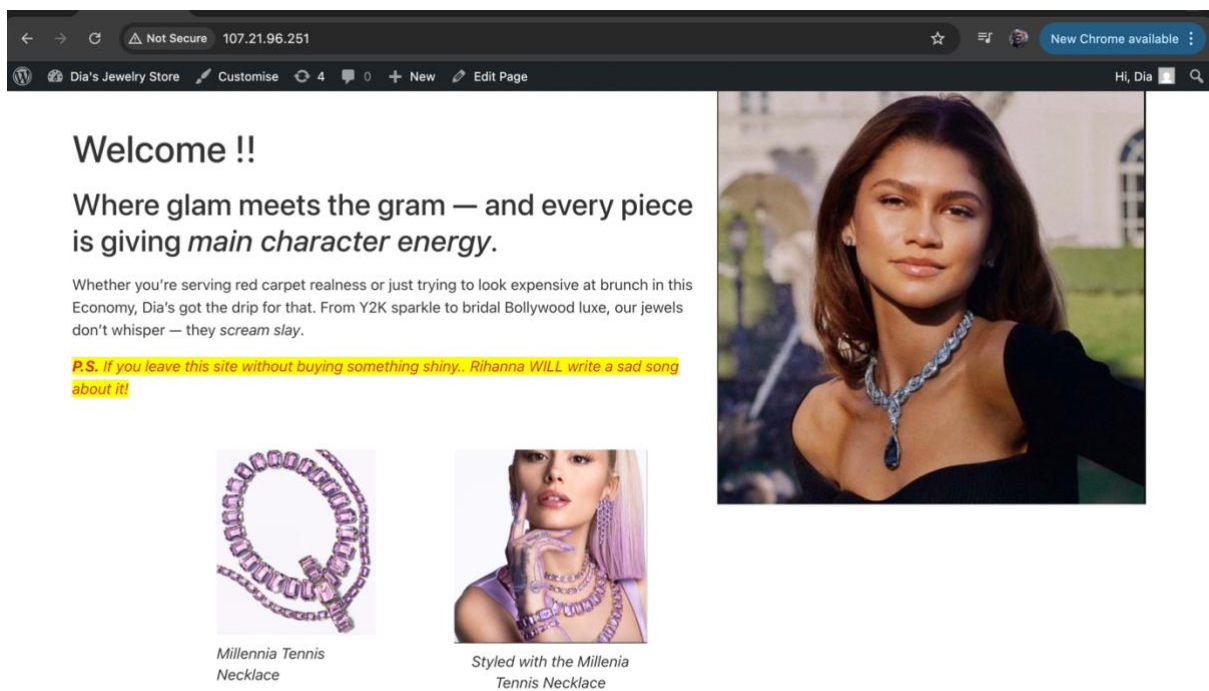 Not Secure 107.21.96.251 New Chrome available
Dia's Jewelry Store Customise 4 0 New Edit Page Hi, Dia
Welcome !!
Where glam meets the gram — and every piece
is giving main character energy.
Whether you're serving red carpet realness or just trying to look expensive at brunch in this
Economy, Dia's got the drip for that. From Y2K sparkle to bridal Bollywood luxe, our jewels
don't whisper — they scream slay.
P.S. If you leave this site without buying something shiny.. Rihanna WILL write a sad song
about it!
Millennia Tennis
Necklace
Styled with the Millenia
Tennis Necklace